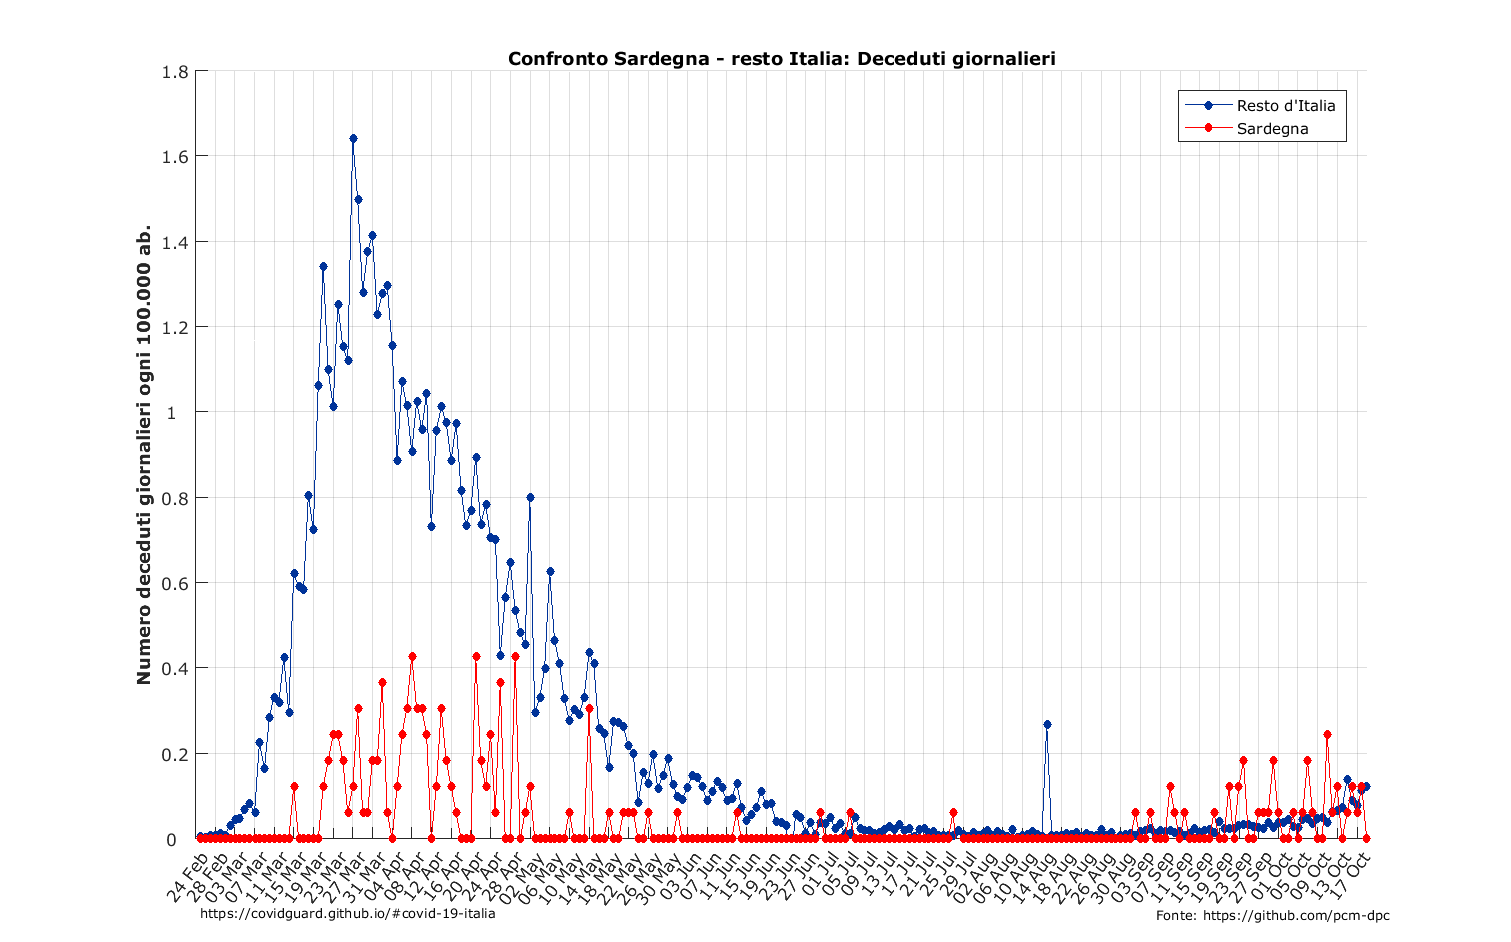 Confronto Sardegna - resto Italia: Deceduti giornalieri
Resto d'Italia
Sardegna
Numero deceduti giornalieri ogni 100.000 ab.
1.8
1.6
1.4
1.2
1
0.8
0.6
0.4
0.2
0
24 Feb
28 Feb
03 Mar
07 Mar
11 Mar
15 Mar
19 Mar
23 Mar
27 Mar
31 Mar
04 Apr
08 Apr
12 Apr
16 Apr
20 Apr
24 Apr
28 Apr
02 May
06 May
10 May
14 May
18 May
22 May
26 May
30 May
03 Jun
07 Jun
11 Jun
15 Jun
19 Jun
23 Jun
27 Jun
01 Jul
05 Jul
09 Jul
13 Jul
17 Jul
21 Jul
25 Jul
29 Jul
02 Aug
06 Aug
10 Aug
14 Aug
18 Aug
22 Aug
26 Aug
30 Aug
03 Sep
07 Sep
11 Sep
15 Sep
19 Sep
23 Sep
27 Sep
01 Oct
05 Oct
09 Oct
13 Oct
17 Oct
https://covidguard.github.io/#covid-19-italia
Fonte: https://github.com/pcm-dpc